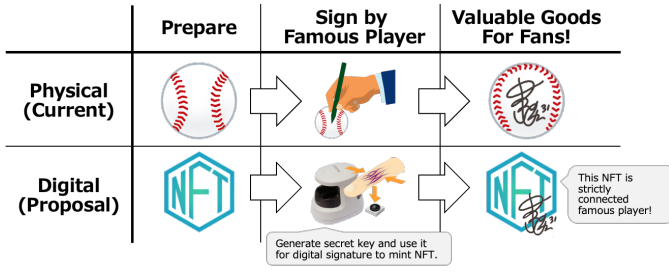 Prepare
Sign by
Famous Player
Valuable Goods
For Fans!
Physical
(Current)
Digital
(Proposal)
NFT
NFT
This NFT is
strictly
connected
famous player!
Generate secret key and use it
for digital signature to mint NFT.